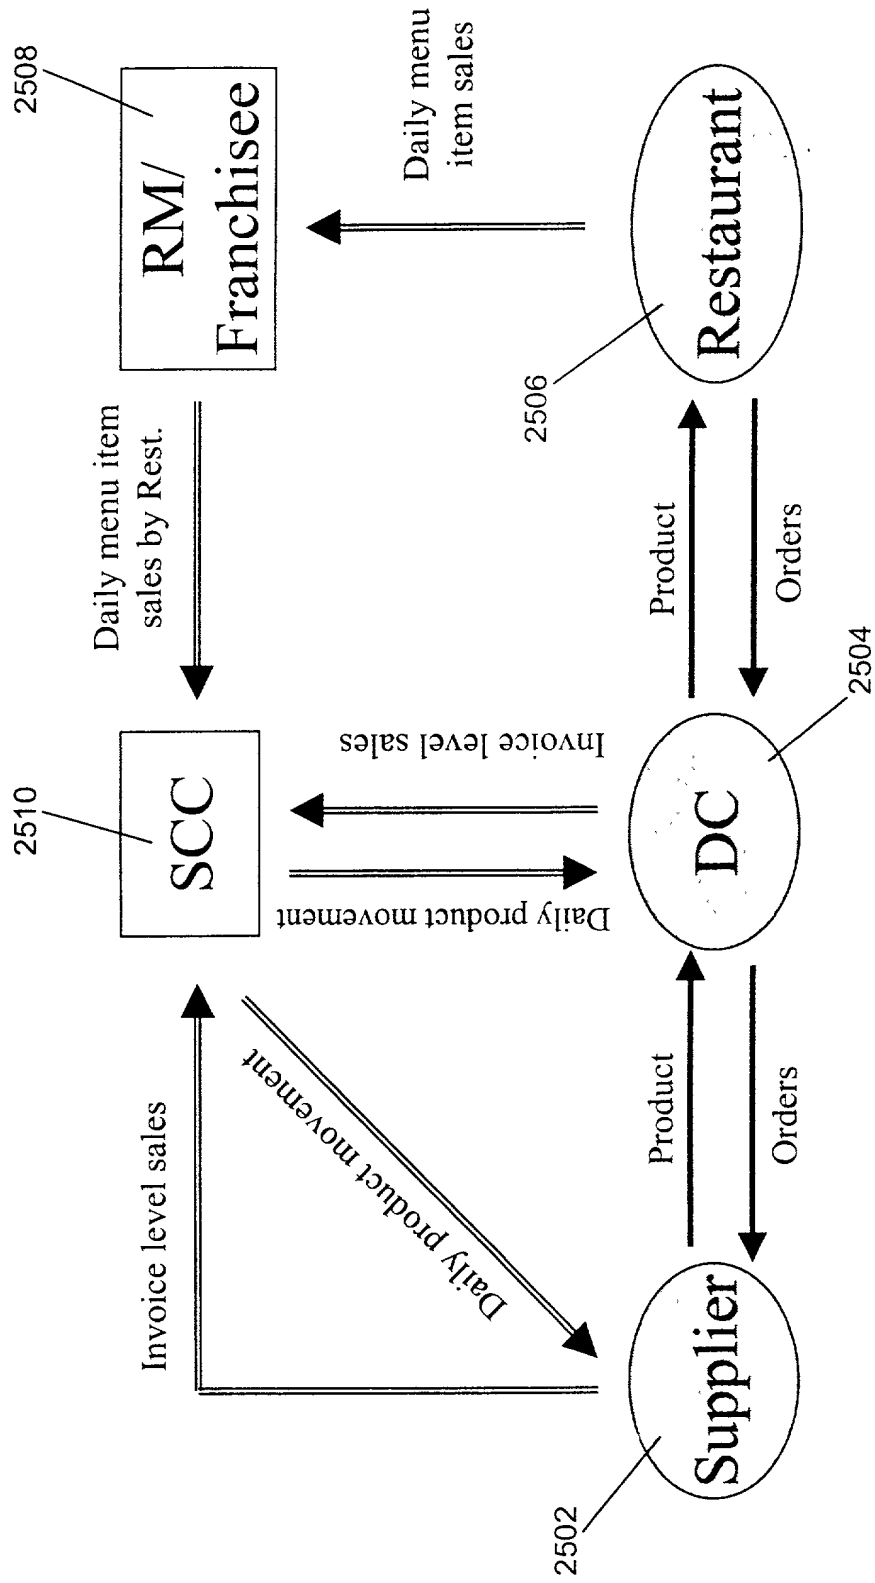 2510
2508
SCC
Daily menu item
sales by Rest.
RM/
Franchisee
Invoice level sales
Daily product movement
Daily product movement
Invoice level sales
Daily menu
item sales
2502
Supplier
Product
Orders
DC
2504
Product
Orders
2506
Restaurant